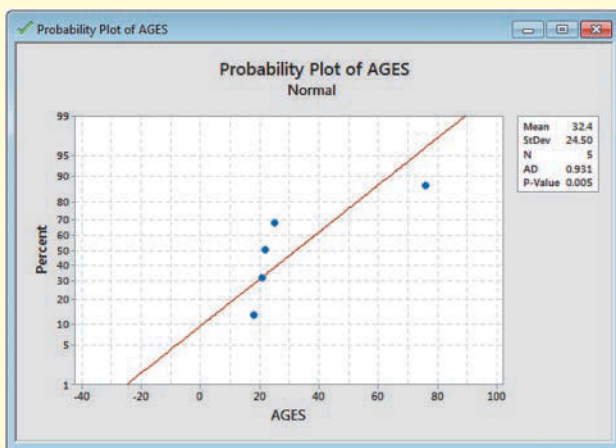 Probability Plot of AGES
Probability Plot of AGES
Normal
99
95
90
80
70
60
50
40
30
20
10
5
1
Percent
-40 -20 0 20 40 60 80 100
AGES
Mean 32.4
StDev 24.50
N 5
AD 0.931
P-Value 0.005